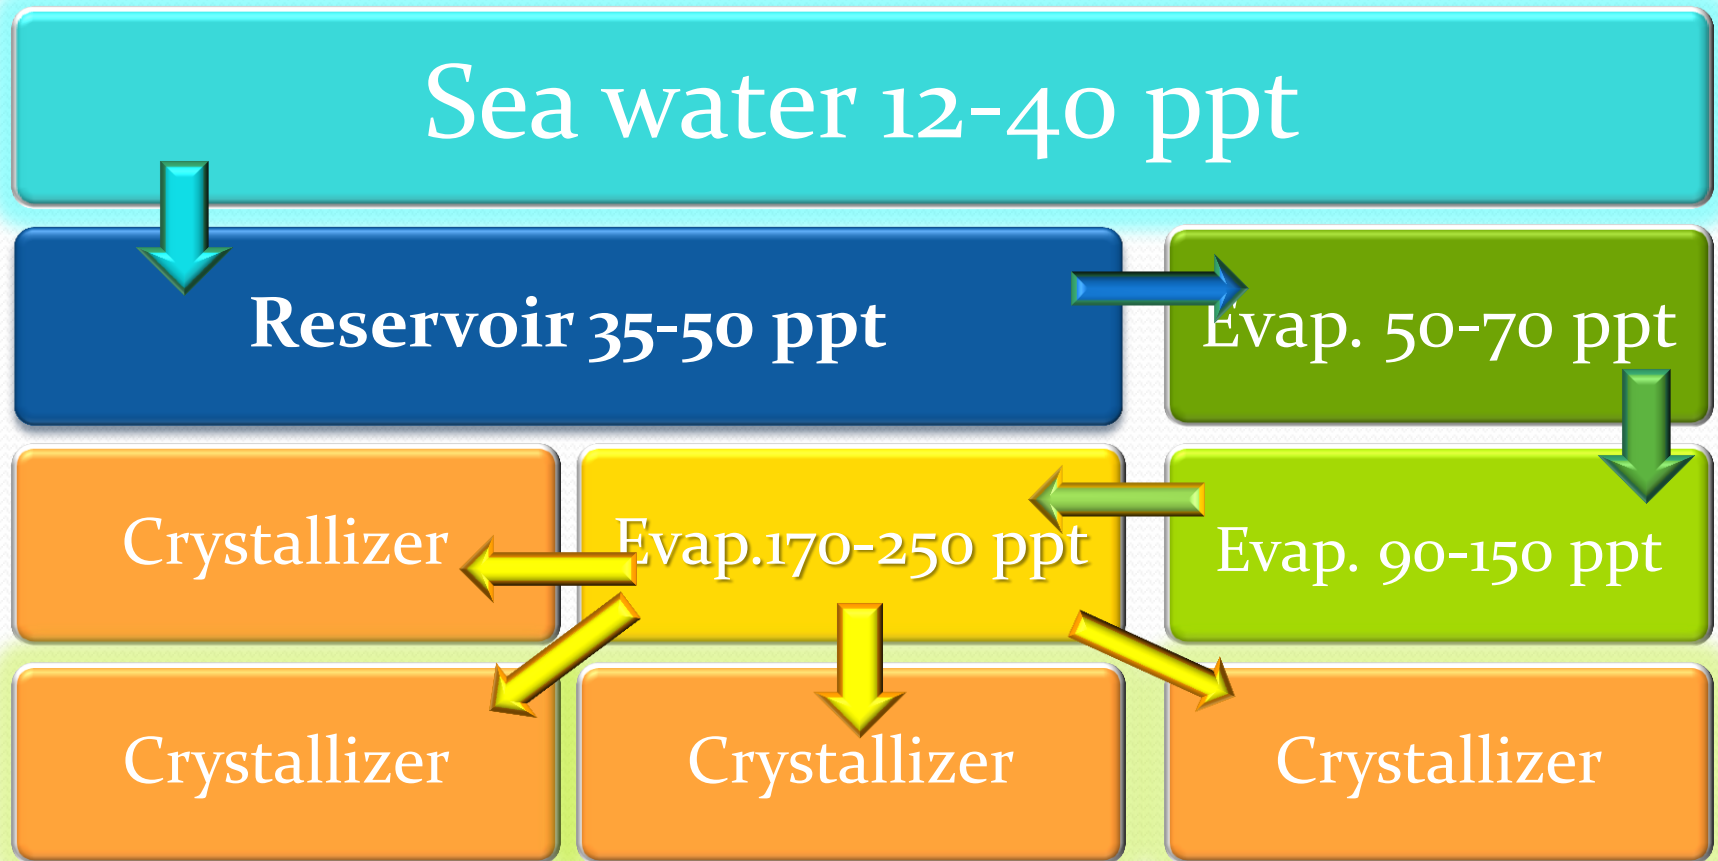 Sea water 12-40 ppt
Reservoir 35-50 ppt
Evap. 50-70 ppt
Crystallizer
Evap.170-250 ppt
Evap. 90-150 ppt
Crystallizer
Crystallizer
Crystallizer